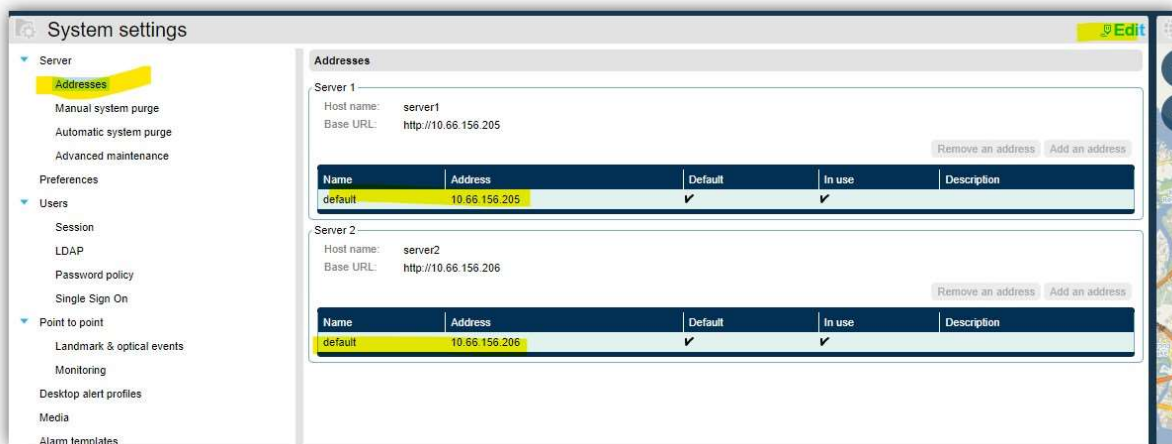 System settings
Edit
Server
Addresses
Manual system purge
Automatic system purge
Advanced maintenance
Preferences
Users
Session
LDAP
Password policy
Single Sign On
Point to point
Landmark & optical events
Monitoring
Desktop alert profiles
Media
Alarm templates
Addresses
Server 1
Host name: server1
Base URL: http://10.66.156.205
Remove an address Add an address
Name Address Default In use Description
default 10.66.156.205 ✔ ✔
Server 2
Host name: server2
Base URL: http://10.66.156.206
Remove an address Add an address
Name Address Default In use Description
default 10.66.156.206 ✔ ✔